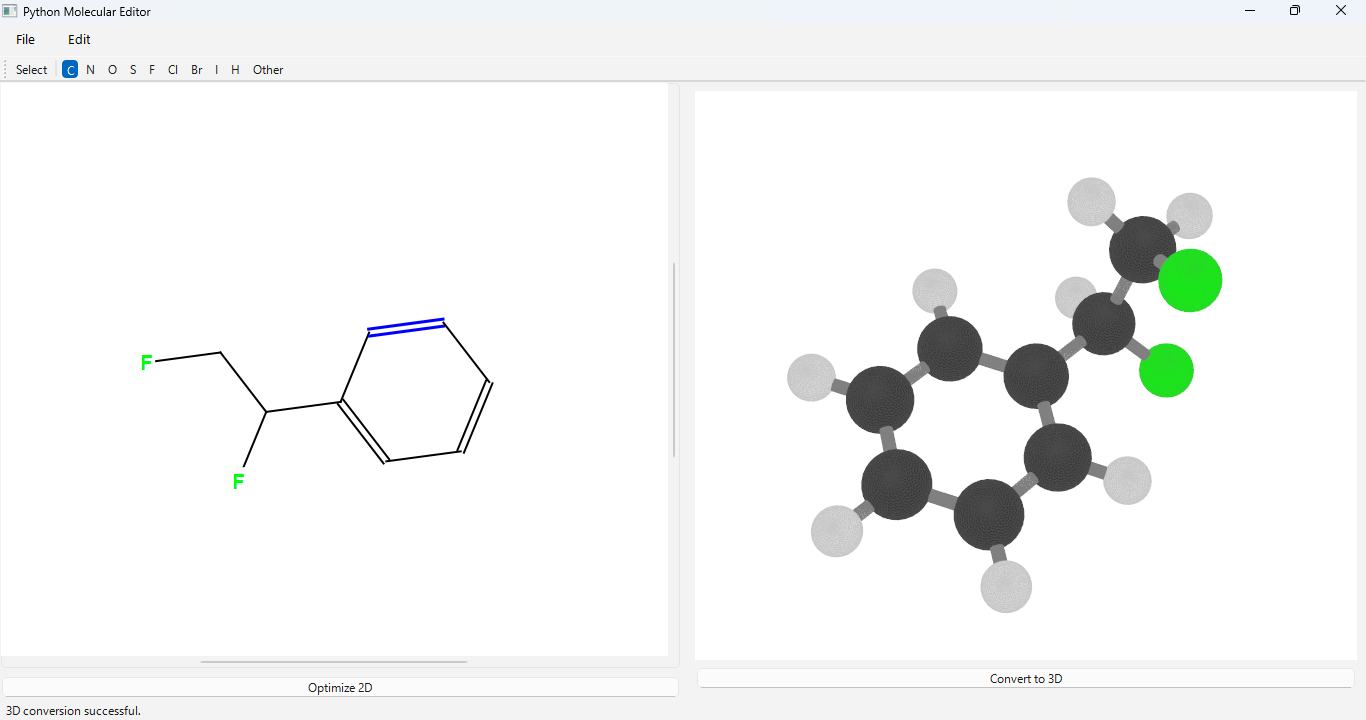 Python Molecular Editor
File Edit
Select C N O S F Cl Br I H Other
F
F
Optimize 2D
Convert to 3D
3D conversion successful.